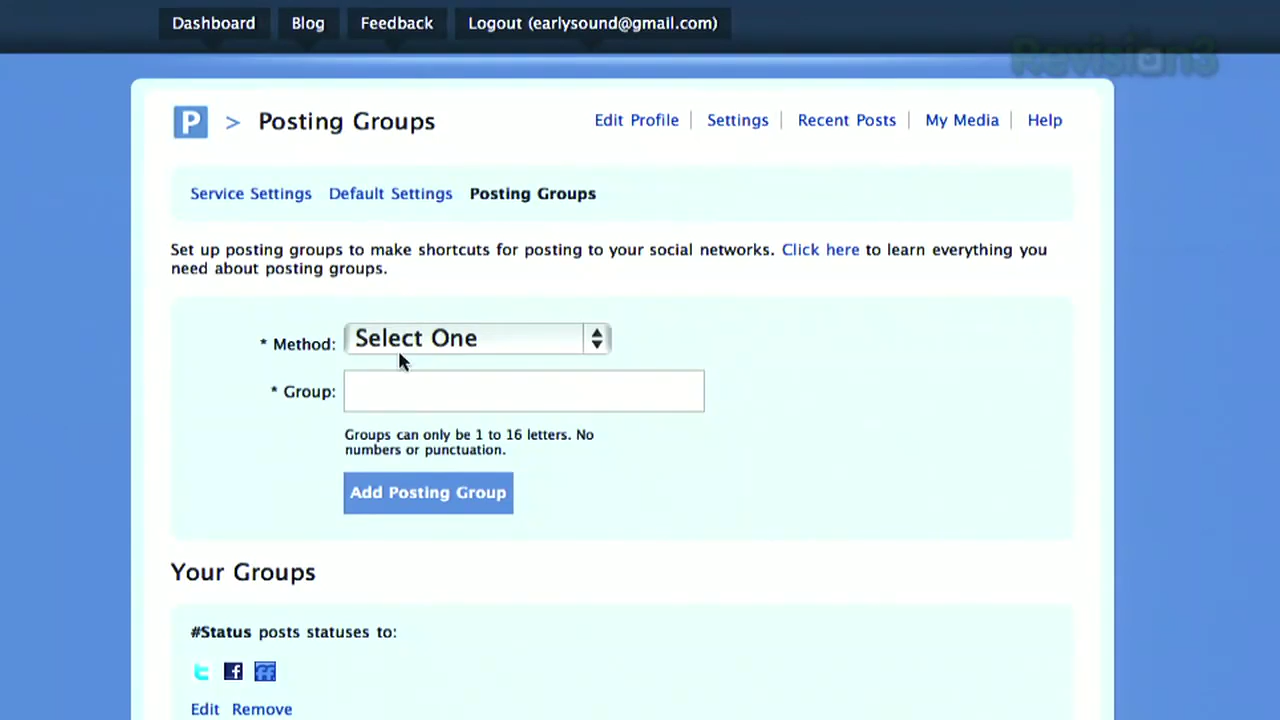 Dashboard Blog Feedback Logout (earlysound@gmail.com)
Revision3
P > Posting Groups Edit Profile Settings Recent Posts My Media Help
Service Settings Default Settings Posting Groups
Set up posting groups to make shortcuts for posting to your social networks. Click here to learn everything you
need about posting groups.
* Method: Select One
* Group:
Groups can only be 1 to 16 letters. No
numbers or punctuation.
Add Posting Group
Your Groups
#Status posts statuses to:
t f ff
Edit Remove